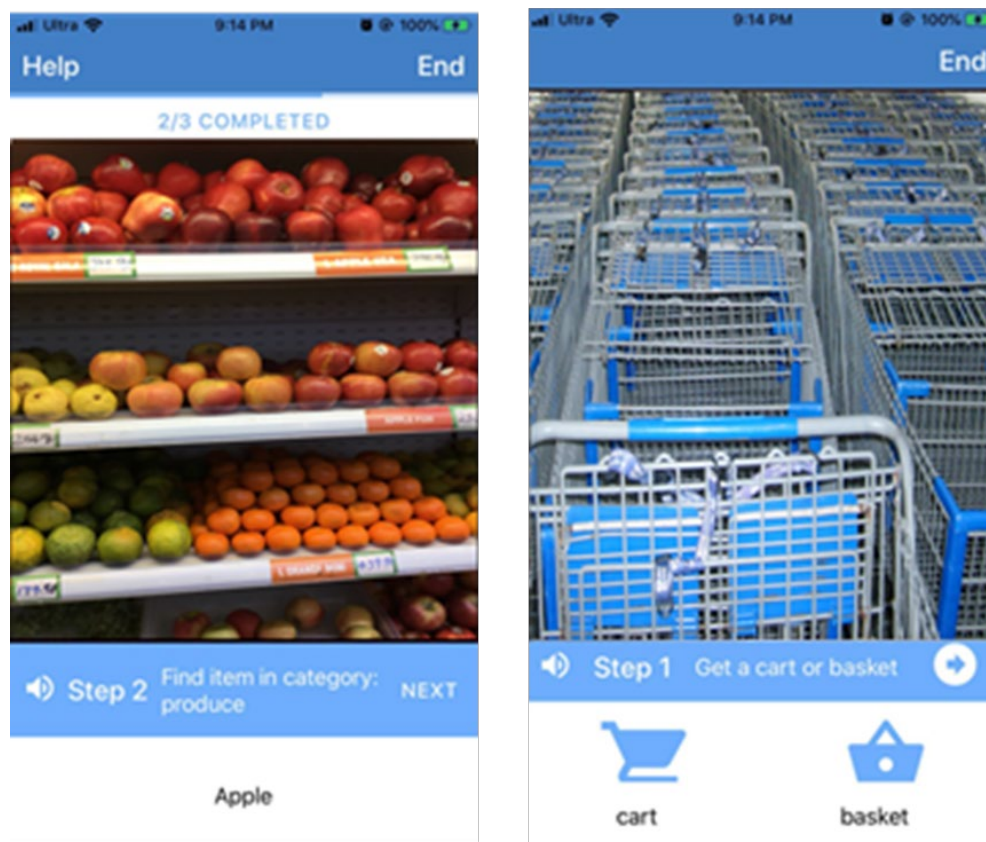 Ultra 9:14 PM 100%
Help End
2/3 COMPLETED
Step 2 Find item in category:
produce
NEXT
Apple
Ultra 9:14 PM 100%
End
Step 1 Get a cart or basket
cart basket